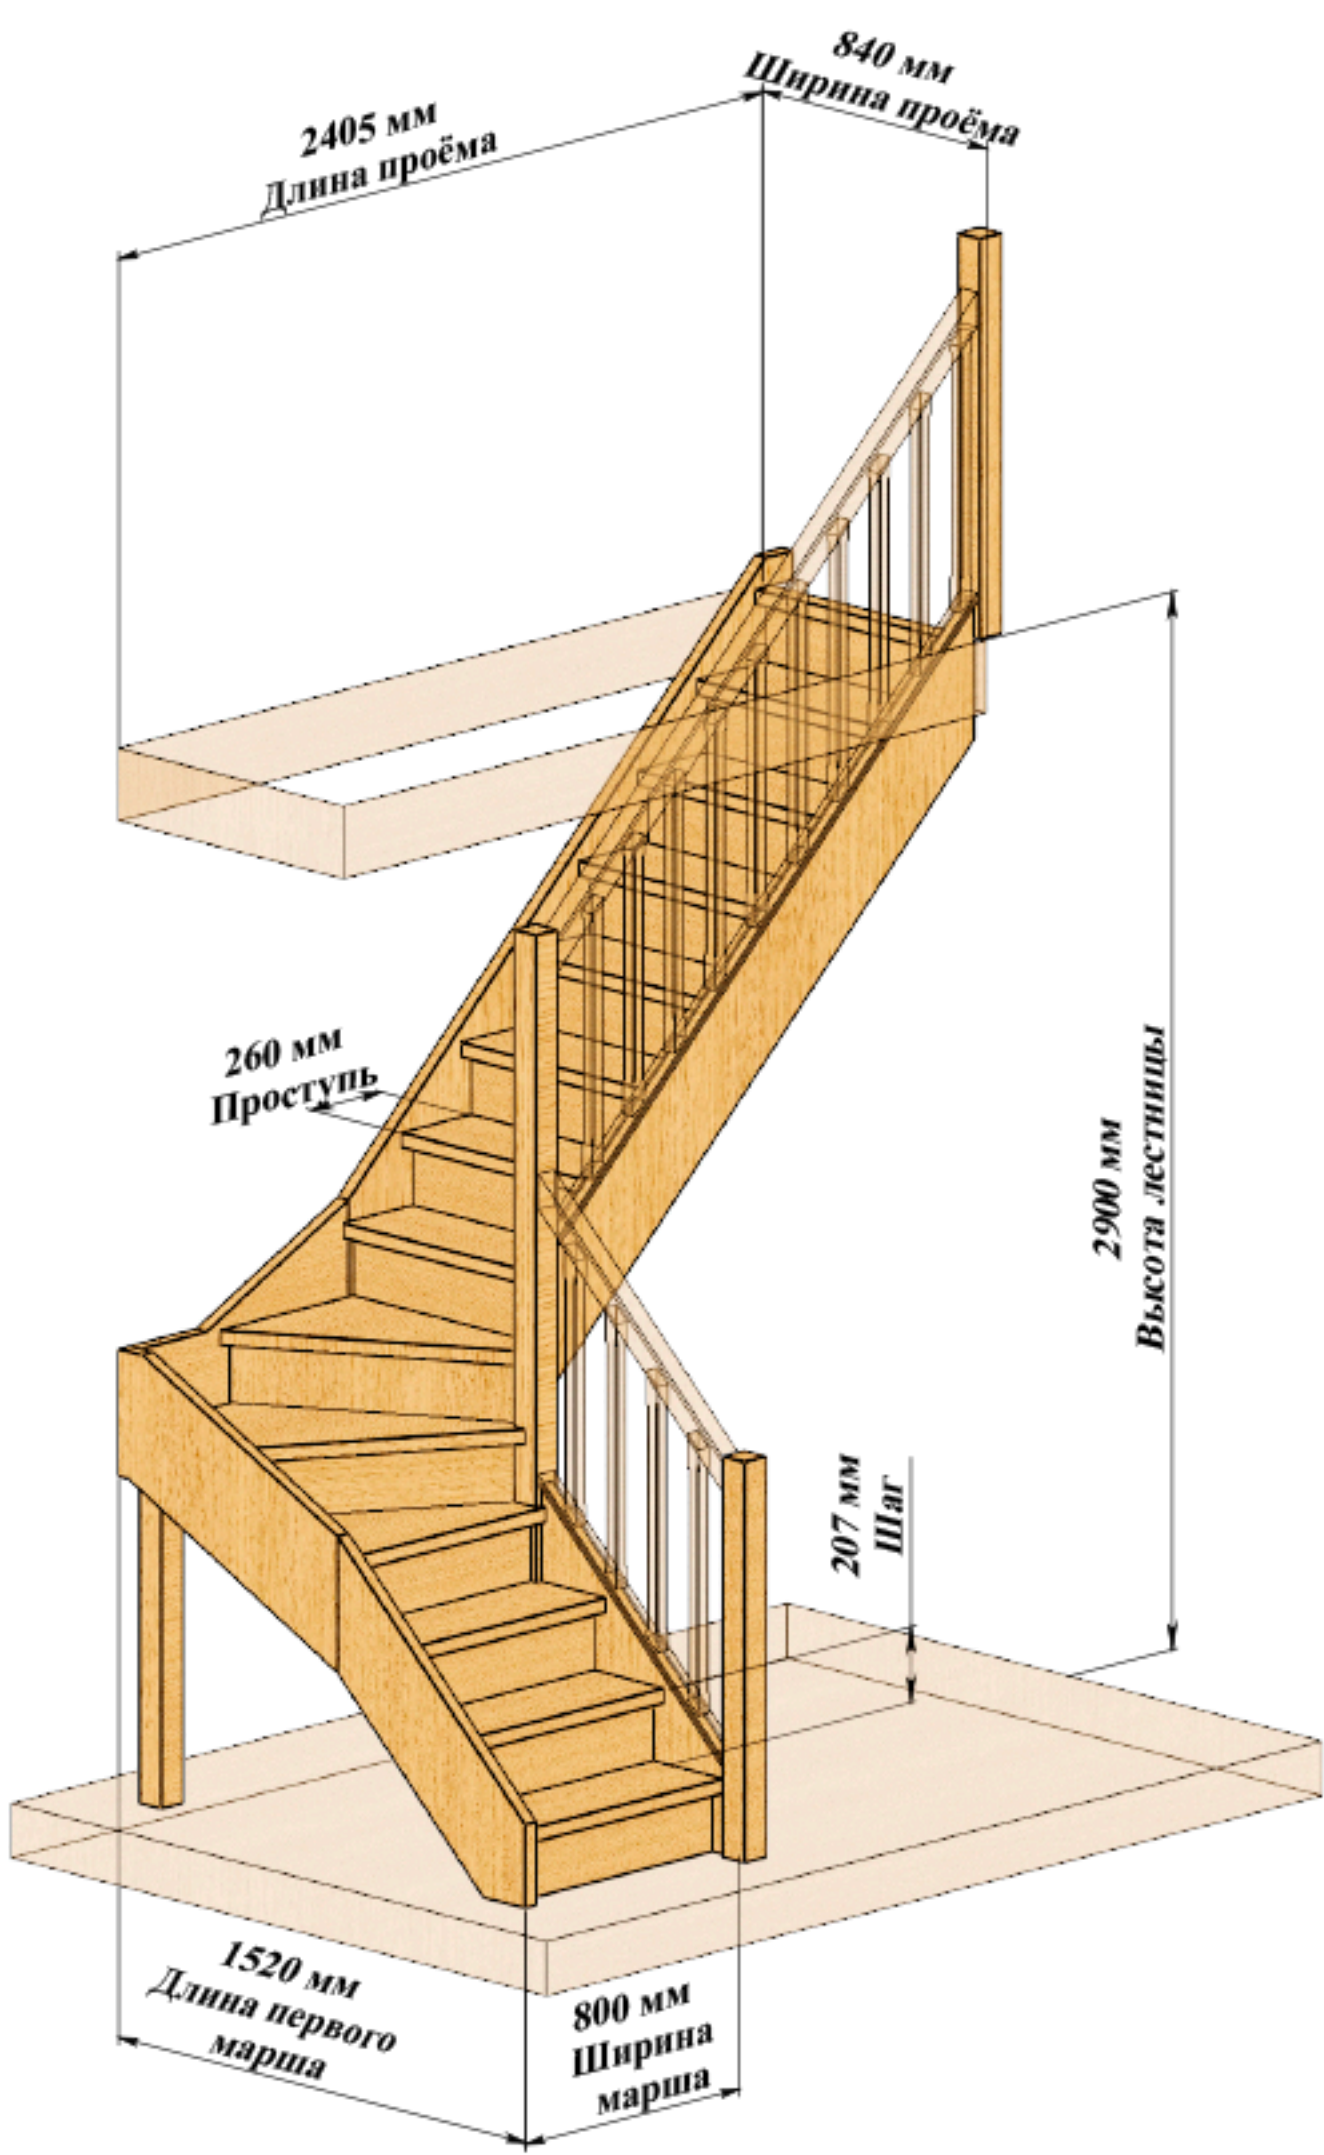 840 мм
Ширина проёма
2405 мм
Длина проёма
260 мм
Проступь
2900 мм
Высота лестницы
207 мм
Шаг
1520 мм
Длина первого
марша
800 мм
Ширина
марша